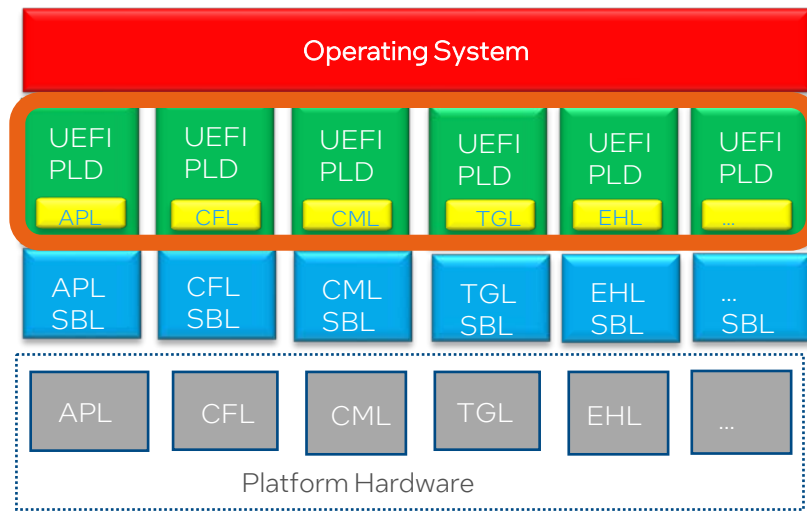 Operating System
UEFI PLD
UEFI PLD
UEFI PLD
UEFI PLD
UEFI PLD
UEFI PLD
APL
CFL
CML
TGL
EHL
...
APL SBL
CFL SBL
CML SBL
TGL SBL
EHL SBL
... SBL
APL
CFL
CML
TGL
EHL
...
Platform Hardware